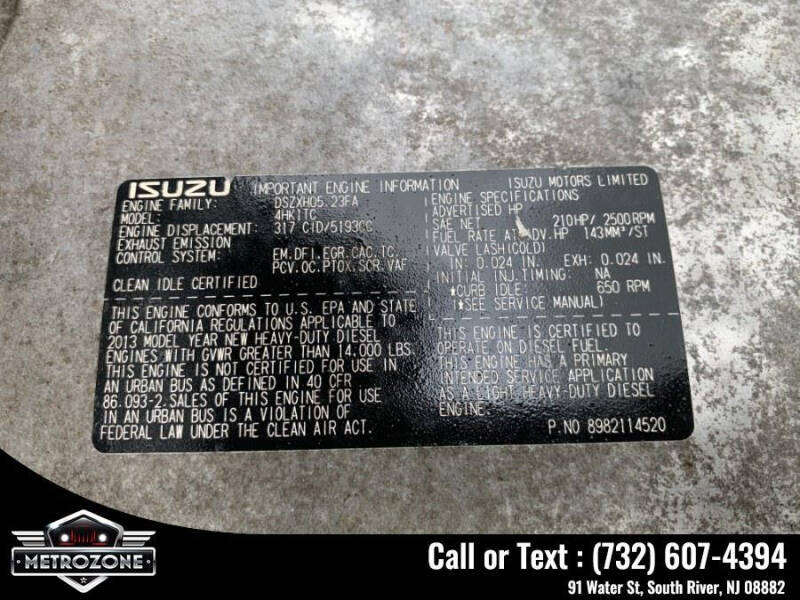 ISUZU IMPORTANT ENGINE INFORMATION ISUZU MOTORS LIMITED
ENGINE FAMILY: DSZXH05.23FA
MODEL: 4HK1TC
ENGINE DISPLACEMENT: 317 CID/5193CC
EXHAUST EMISSION
CONTROL SYSTEM: EM.DFI.EGR.CAC.TC.
PCV.OC.PTOX.SCR.VAF
CLEAN IDLE CERTIFIED
THIS ENGINE CONFORMS TO U.S. EPA AND STATE
OF CALIFORNIA REGULATIONS APPLICABLE TO
2013 MODEL YEAR NEW HEAVY-DUTY DIESEL
ENGINES WITH GVWR GREATER THAN 14,000 LBS.
THIS ENGINE IS NOT CERTIFIED FOR USE IN
AN URBAN BUS AS DEFINED IN 40 CFR
86.093-2.SALES OF THIS ENGINE FOR USE
IN AN URBAN BUS IS A VIOLATION OF
FEDERAL LAW UNDER THE CLEAN AIR ACT.
ENGINE SPECIFICATIONS
ADVERTISED HP
SAE NET 210HP/ 2500RPM
FUEL RATE AT ADV.HP 143MM³/ST
VALVE LASH(COLD)
IN: 0.024 IN. EXH: 0.024 IN.
INITIAL INJ.TIMING: NA
*CURB IDLE: 650 RPM
(*SEE SERVICE MANUAL)
THIS ENGINE IS CERTIFIED TO
OPERATE ON DIESEL FUEL.
THIS ENGINE HAS A PRIMARY
INTENDED SERVICE APPLICATION
AS A LIGHT HEAVY-DUTY DIESEL
ENGINE.
P.NO 8982114520
METROZONE
Call or Text : (732) 607-4394
91 Water St, South River, NJ 08882